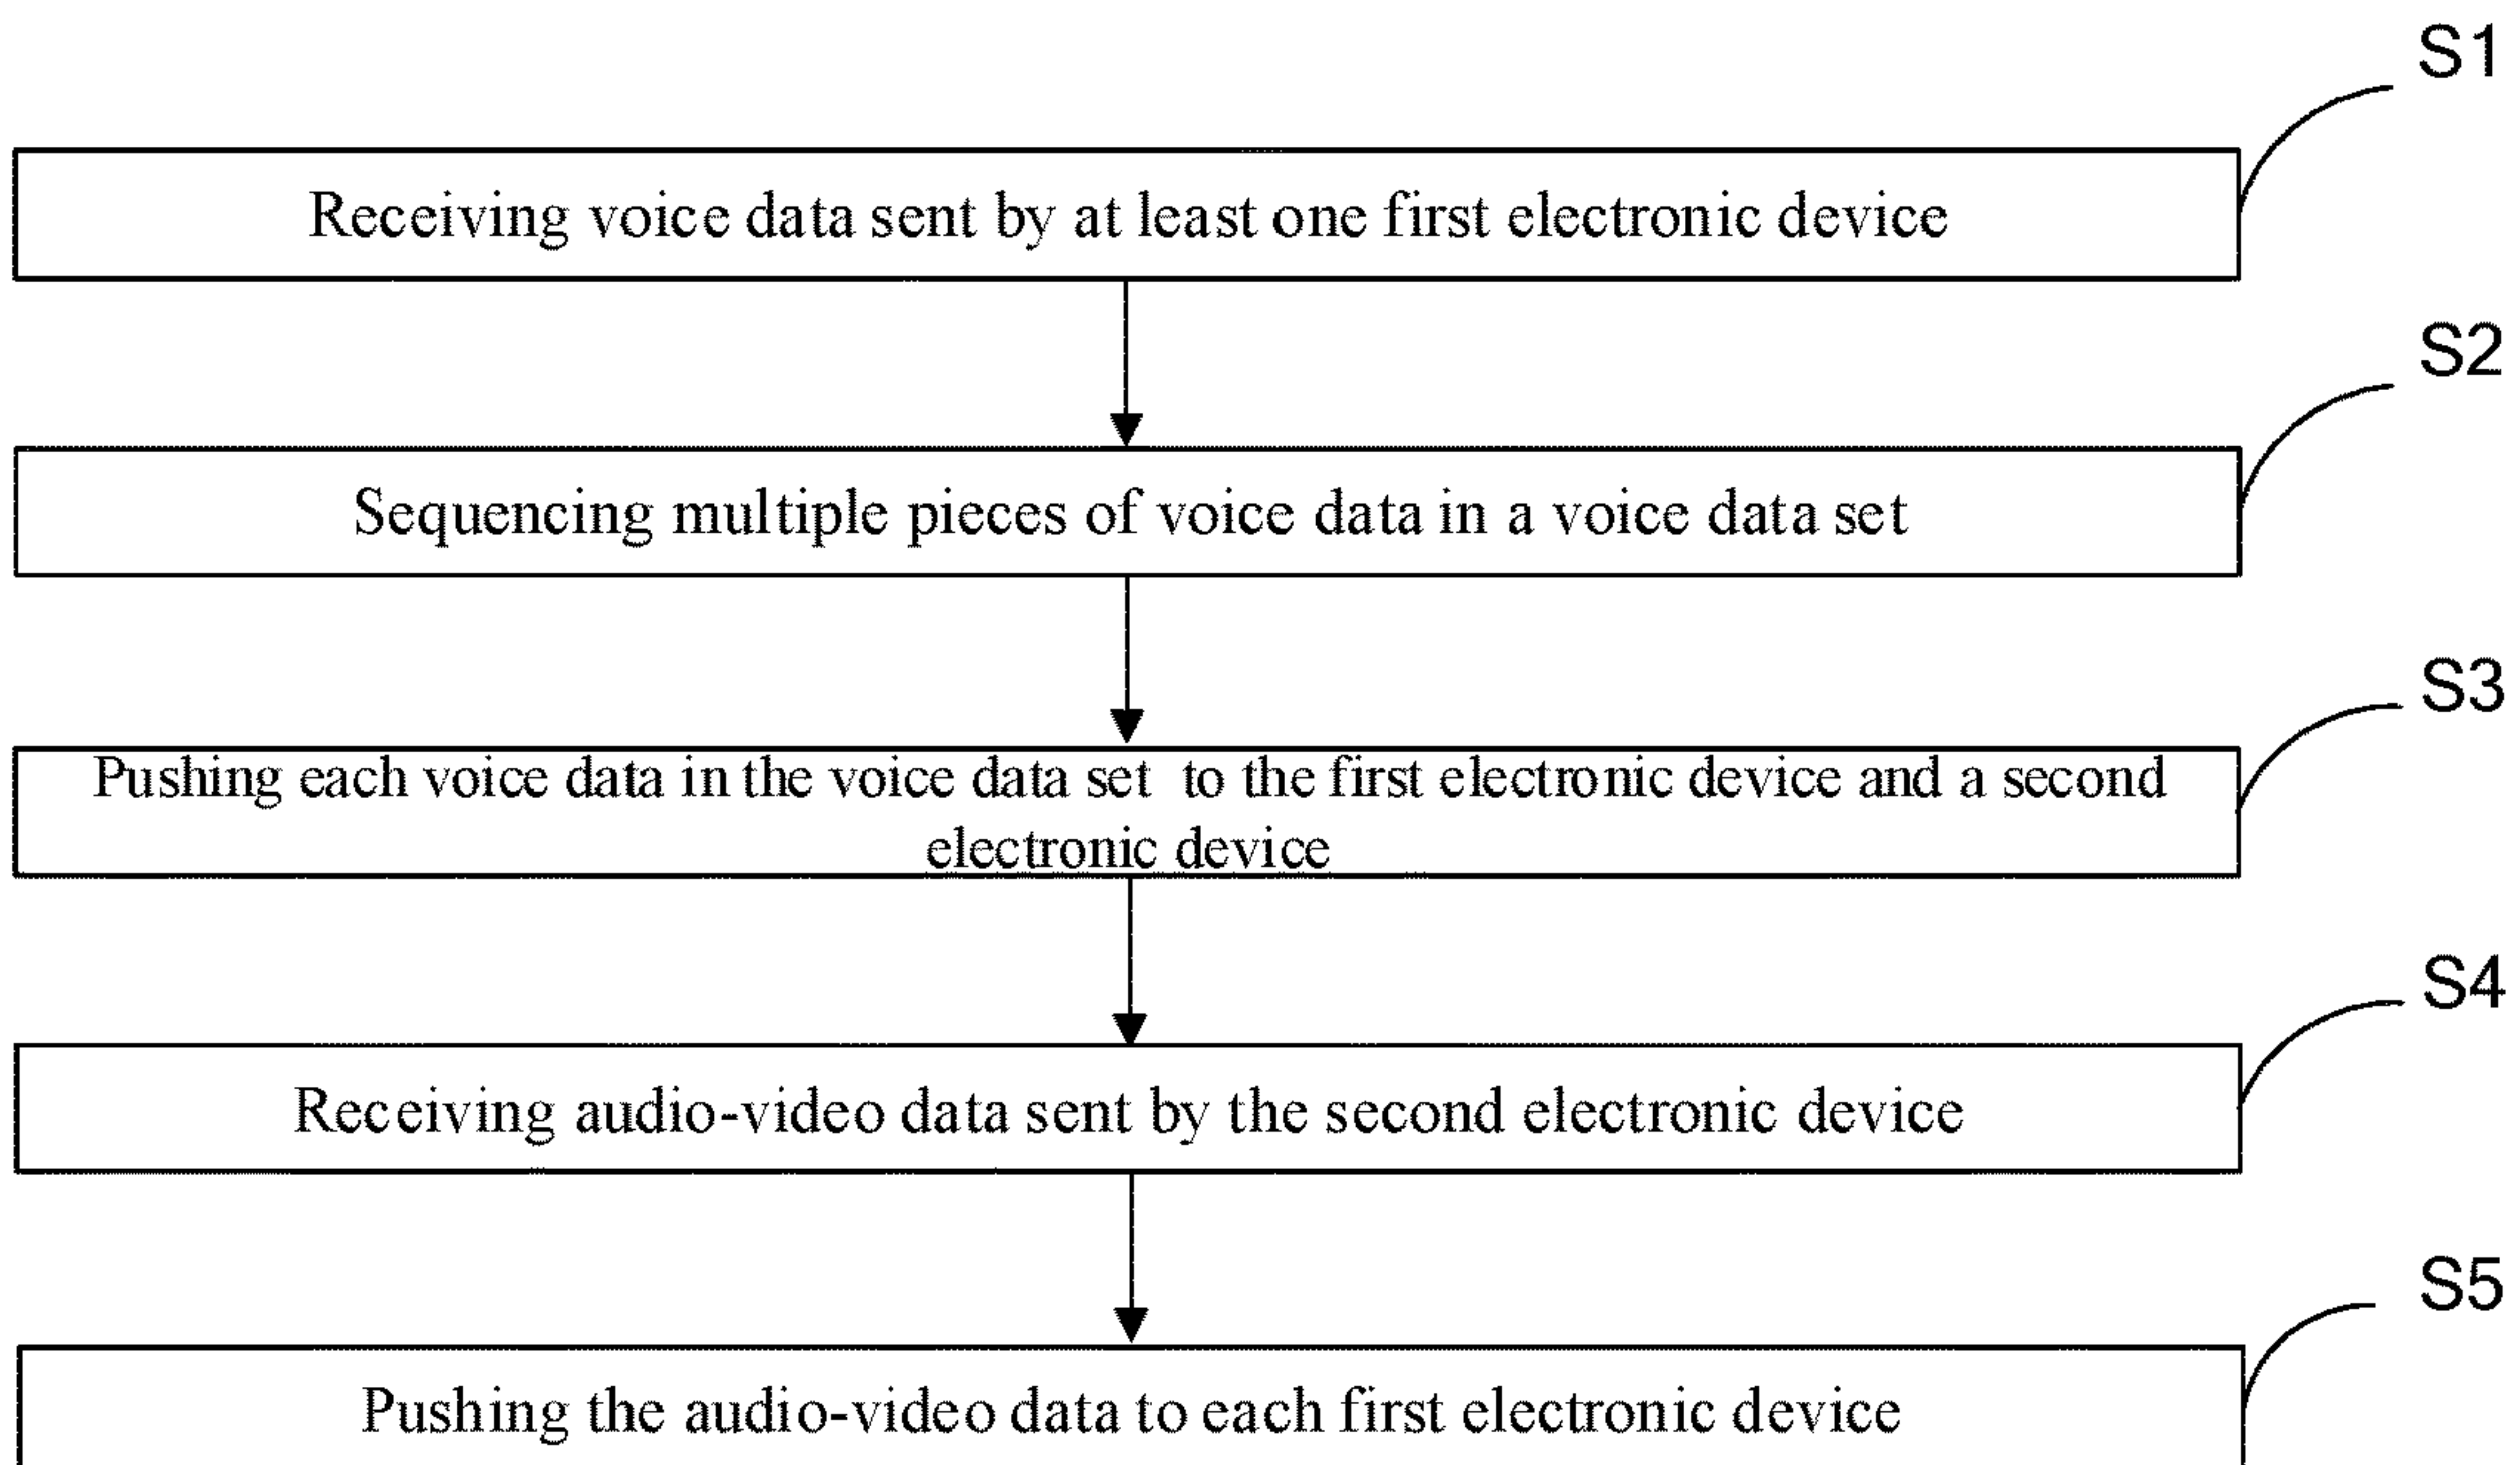 S1
Receiving voice data sent by at least one first electronic device
S2
Sequencing multiple pieces of voice data in a voice data set
S3
Pushing each voice data in the voice data set to the first electronic device and a second
electronic device
S4
Receiving audio-video data sent by the second electronic device
S5
Pushing the audio-video data to each first electronic device